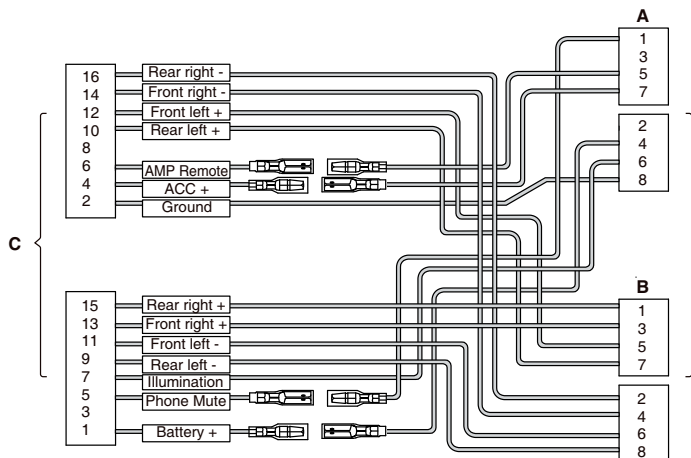 A
1
3
5
7
2
4
6
8
16 Rear right -
14 Front right -
12 Front left +
10 Rear left +
8
6 AMP Remote
4 ACC +
2 Ground
C
15 Rear right +
13 Front right +
11 Front left -
9 Rear left -
7 Illumination
5 Phone Mute
3
1 Battery +
B
1
3
5
7
2
4
6
8